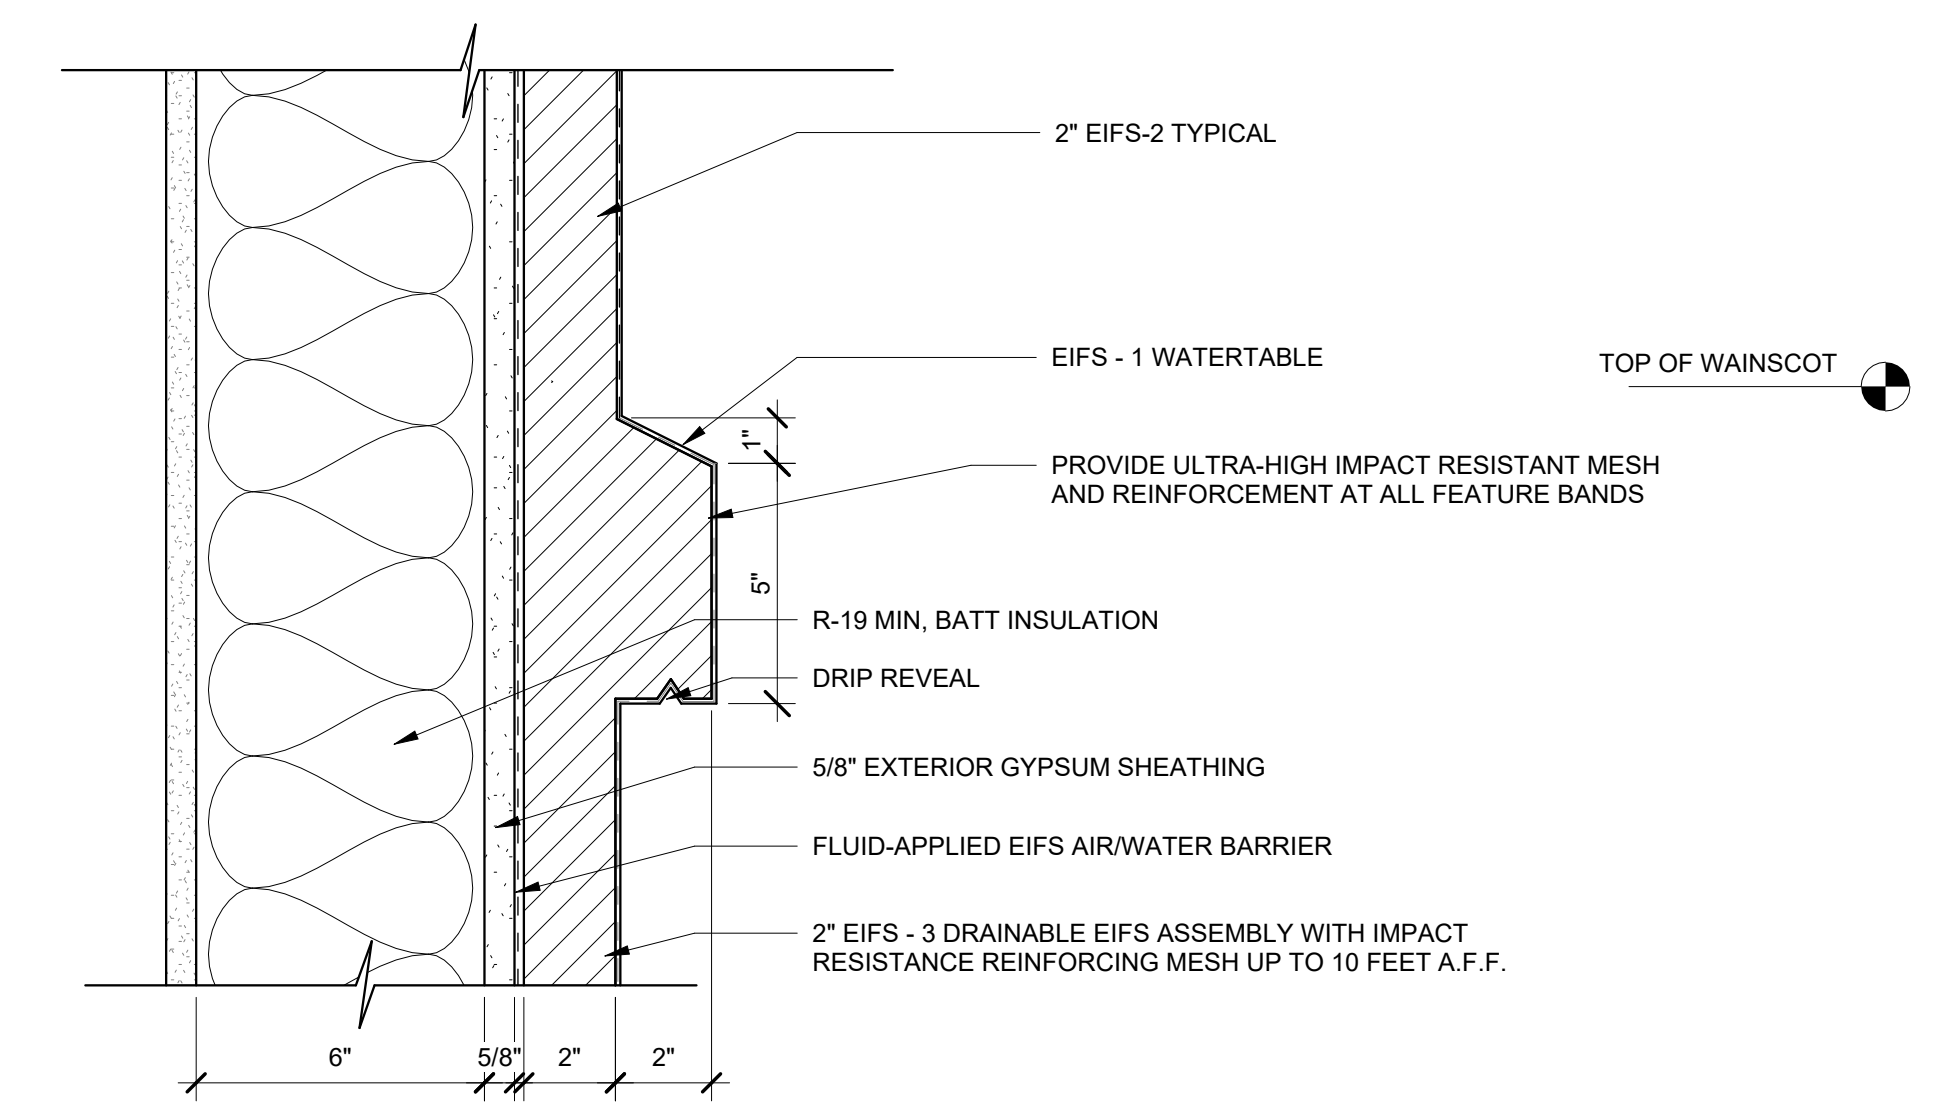 2" EIFS-2 TYPICAL
EIFS - 1 WATERTABLE
TOP OF WAINSCOT
1"
PROVIDE ULTRA-HIGH IMPACT RESISTANT MESH
AND REINFORCEMENT AT ALL FEATURE BANDS
5"
R-19 MIN, BATT INSULATION
DRIP REVEAL
5/8" EXTERIOR GYPSUM SHEATHING
FLUID-APPLIED EIFS AIR/WATER BARRIER
2" EIFS - 3 DRAINABLE EIFS ASSEMBLY WITH IMPACT
RESISTANCE REINFORCING MESH UP TO 10 FEET A.F.F.
6" 5/8" 2" 2"